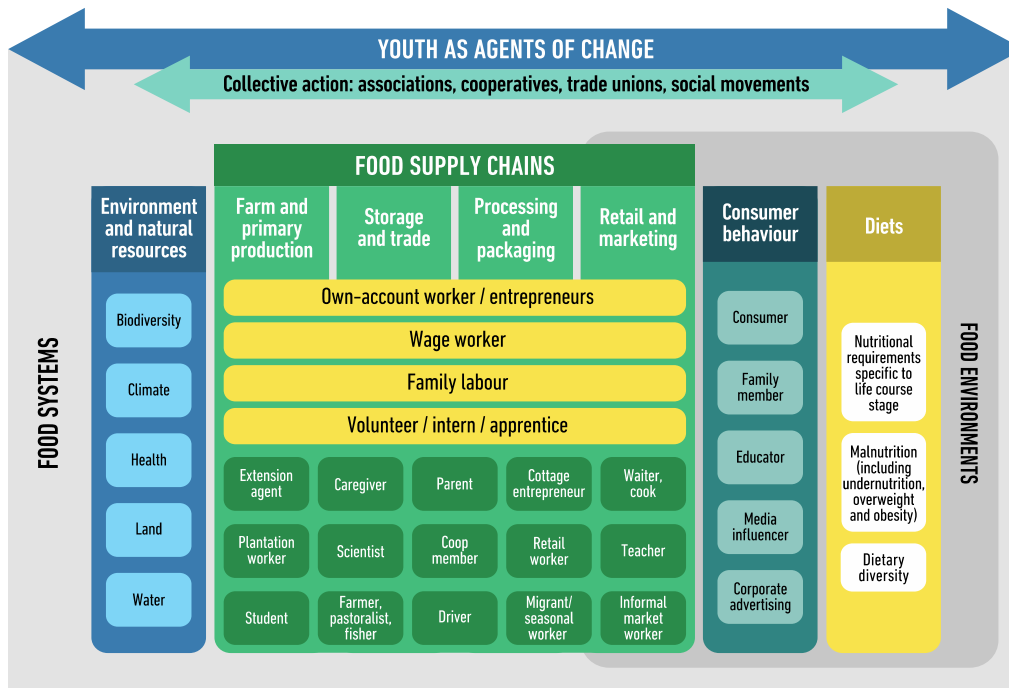 YOUTH AS AGENTS OF CHANGE
Collective action: associations, cooperatives, trade unions, social movements
FOOD SYSTEMS
Environment
and natural
resources
Biodiversity
Climate
Health
Land
Water
FOOD SUPPLY CHAINS
Farm and
primary
production
Storage
and trade
Processing
and
packaging
Retail and
marketing
Own-account worker / entrepreneurs
Wage worker
Family labour
Volunteer / intern / apprentice
Extension
agent
Caregiver
Parent
Cottage
entrepreneur
Waiter,
cook
Plantation
worker
Scientist
Coop
member
Retail
worker
Teacher
Student
Farmer,
pastoralist,
fisher
Driver
Migrant/
seasonal
worker
Informal
market
worker
Consumer
behaviour
Consumer
Family
member
Educator
Media
influencer
Corporate
advertising
Diets
Nutritional
requirements
specific to
life course
stage
Malnutrition
(including
undernutrition,
overweight
and obesity)
Dietary
diversity
FOOD ENVIRONMENTS